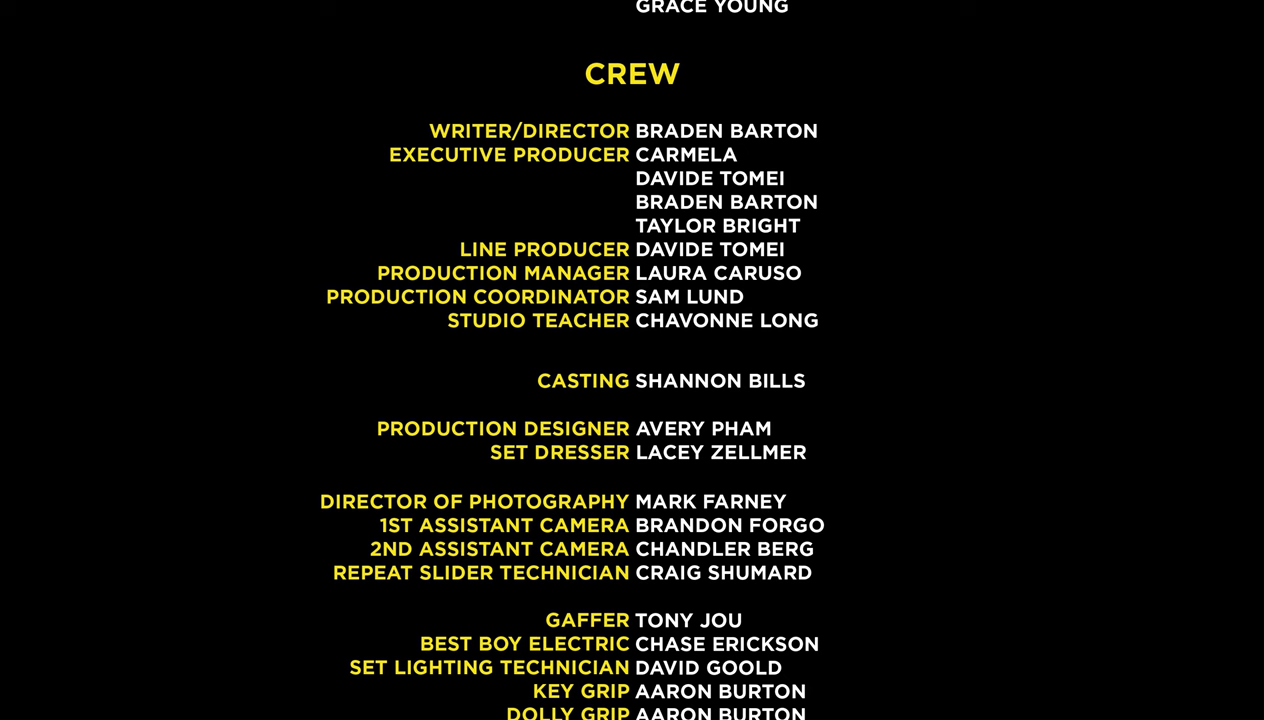 GRACE YOUNG
CREW
WRITER/DIRECTOR BRADEN BARTON
EXECUTIVE PRODUCER CARMELA
DAVIDE TOMEI
BRADEN BARTON
TAYLOR BRIGHT
LINE PRODUCER DAVIDE TOMEI
PRODUCTION MANAGER LAURA CARUSO
PRODUCTION COORDINATOR SAM LUND
STUDIO TEACHER CHAVONNE LONG
CASTING SHANNON BILLS
PRODUCTION DESIGNER AVERY PHAM
SET DRESSER LACEY ZELLMER
DIRECTOR OF PHOTOGRAPHY MARK FARNEY
1ST ASSISTANT CAMERA BRANDON FORGO
2ND ASSISTANT CAMERA CHANDLER BERG
REPEAT SLIDER TECHNICIAN CRAIG SHUMARD
GAFFER TONY JOU
BEST BOY ELECTRIC CHASE ERICKSON
SET LIGHTING TECHNICIAN DAVID GOOLD
KEY GRIP AARON BURTON
DOLLY GRIP AARON BURTON